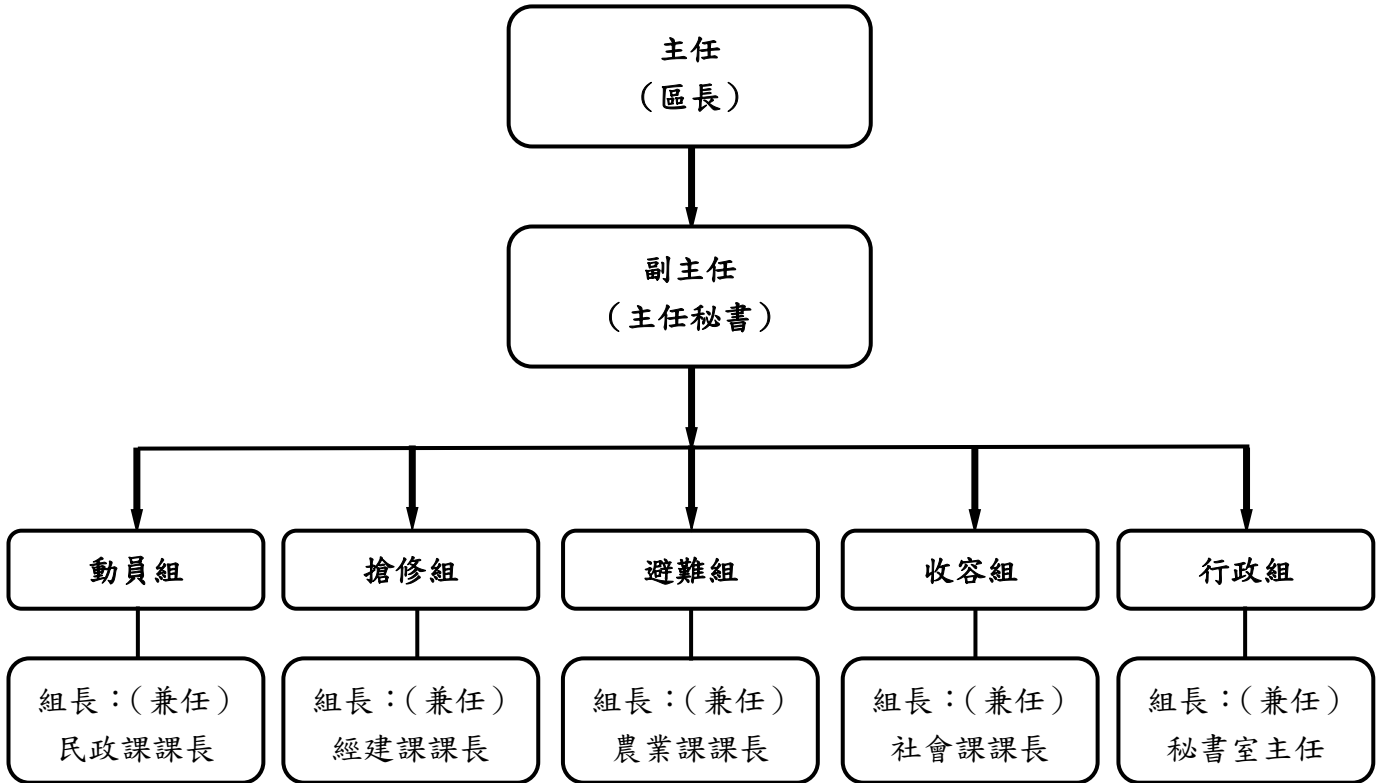 主任
（區長）
副主任
（主任秘書）
動員組
搶修組
避難組
收容組
行政組
組長：（兼任）
民政課課長
組長：（兼任）
經建課課長
組長：（兼任）
農業課課長
組長：（兼任）
社會課課長
組長：（兼任）
秘書室主任